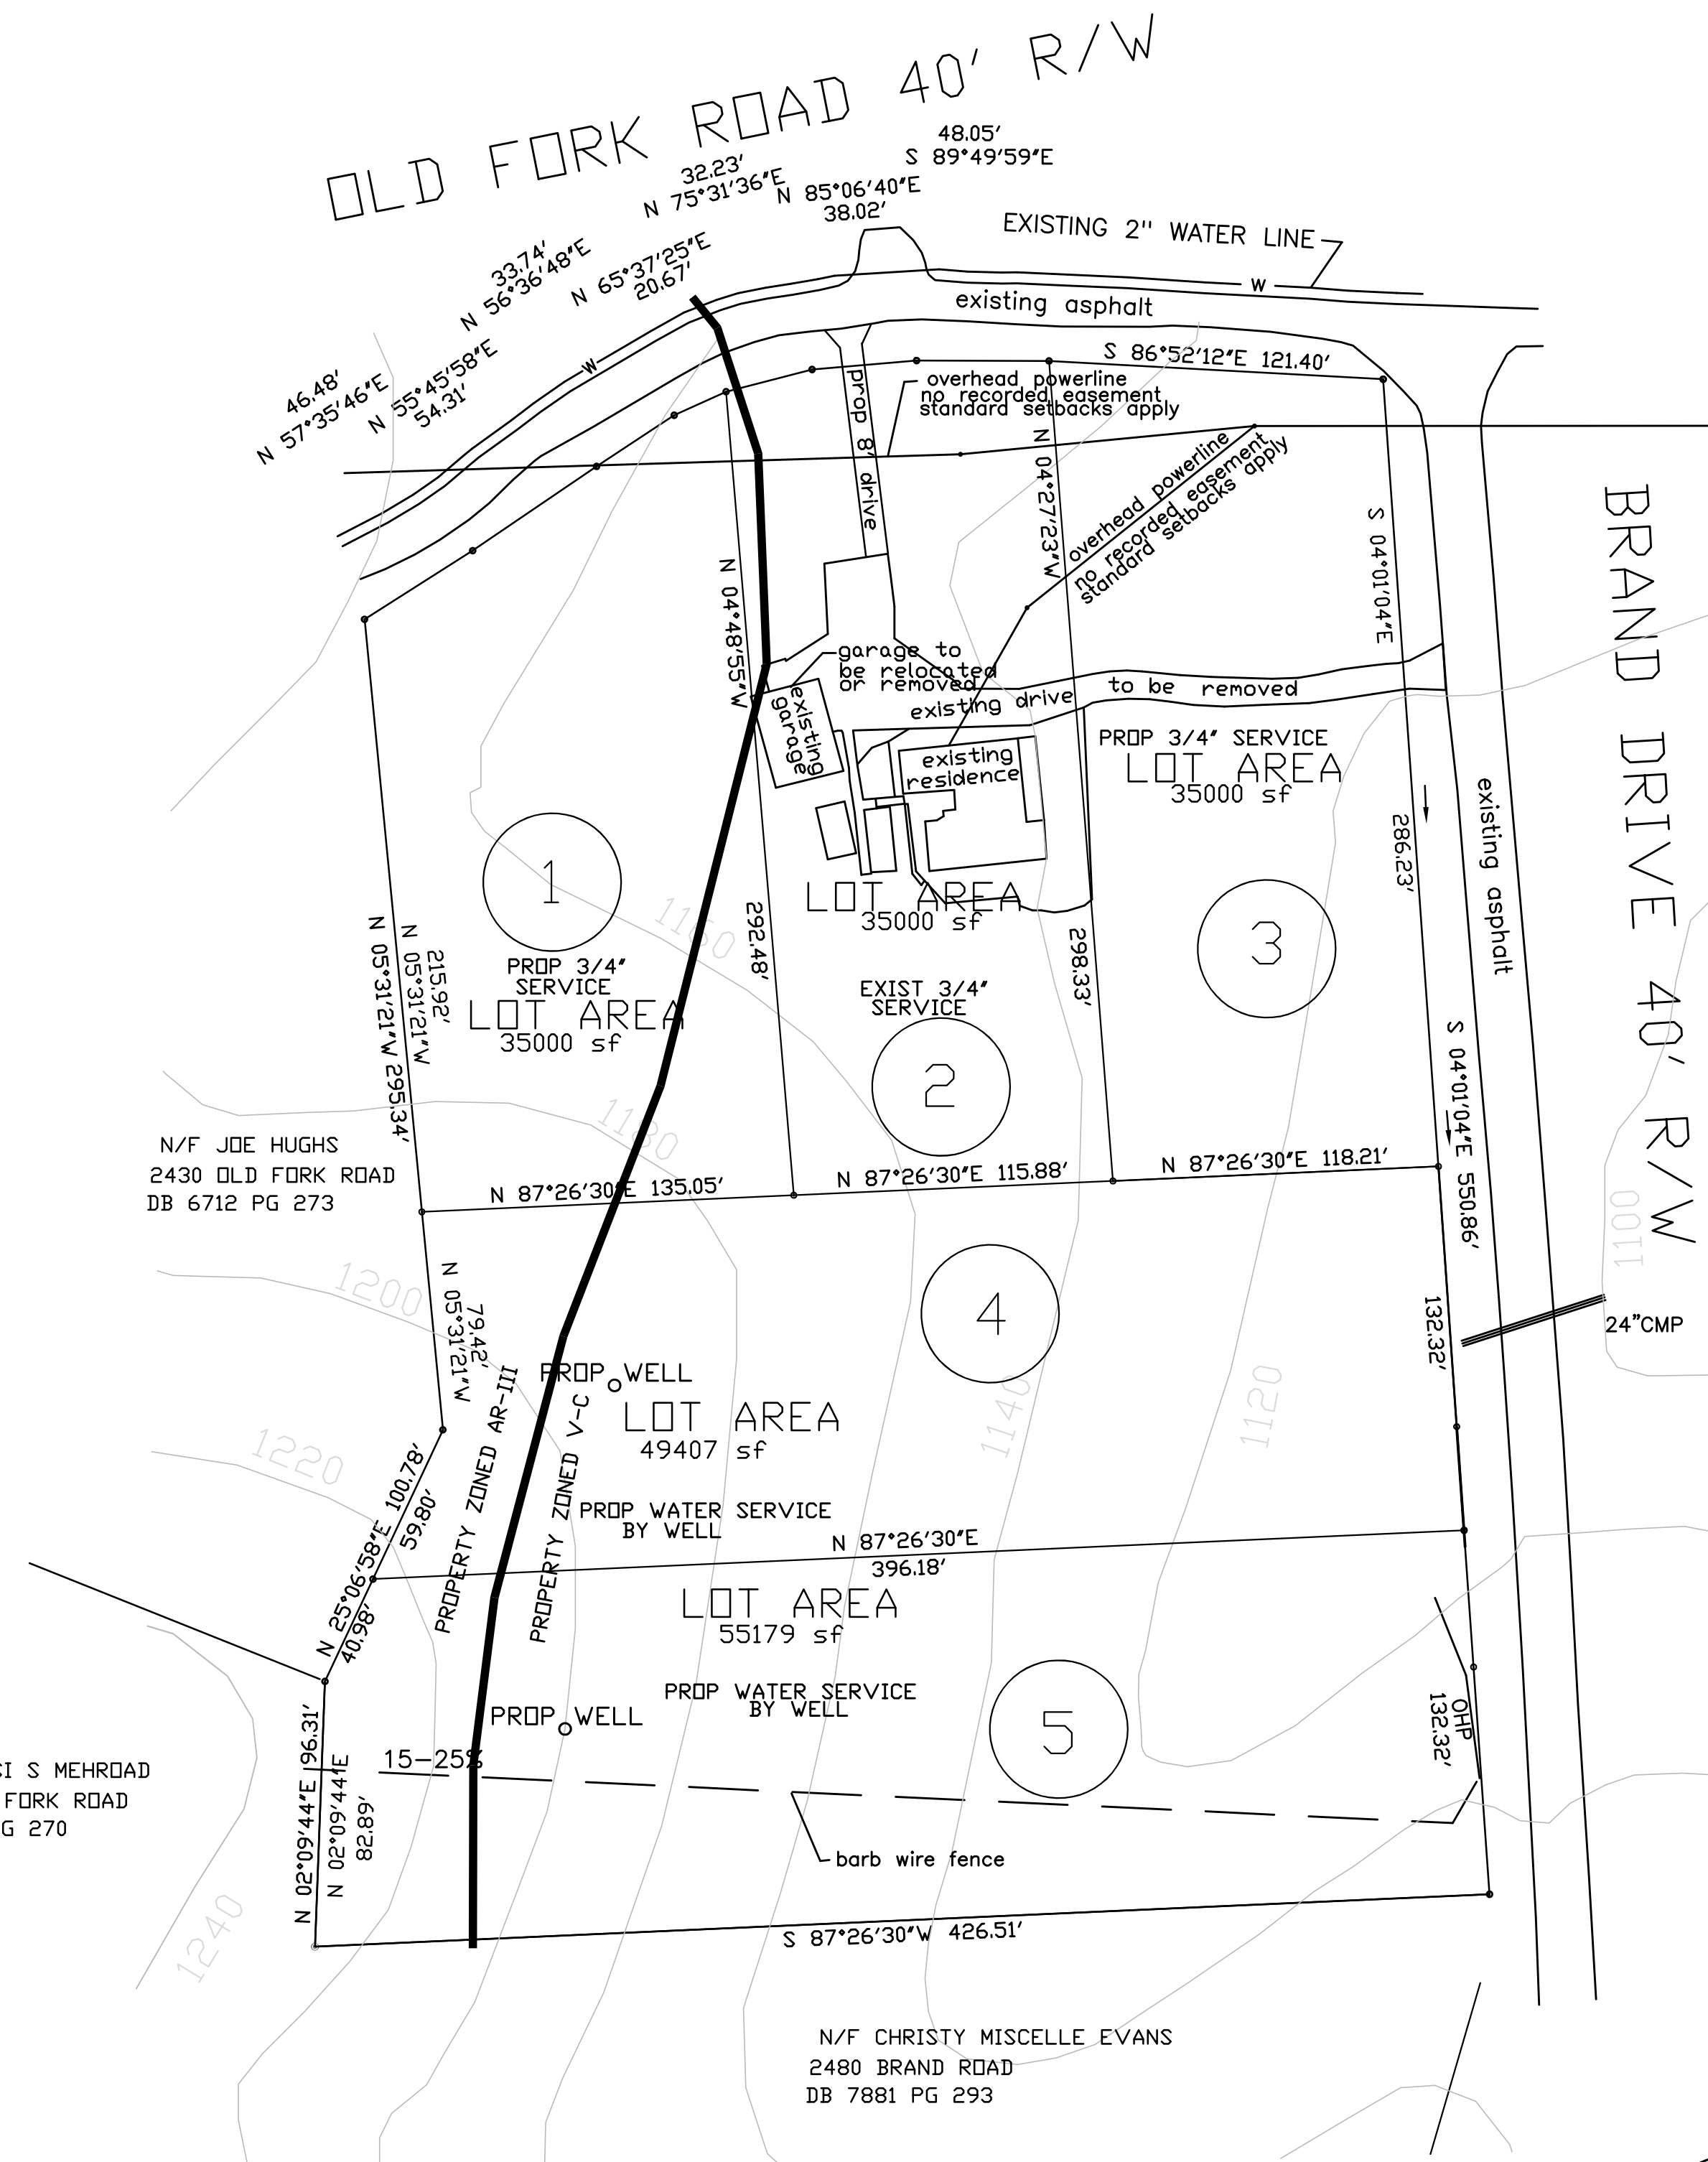 OLD FORK ROAD 40' R/W
48.05'
S 89°49'59"E
32.23'
N 75°31'36"E
N 85°06'40"E
38.02'
EXISTING 2" WATER LINE
33.74'
N 56°36'48"E
N 65°37'25"E
20.67'
W
existing asphalt
46.48'
N 57°35'46"E
N 55°45'58"E
54.31'
W
S 86°52'12"E 121.40'
prop 8' drive
overhead powerline
no recorded easement
standard setbacks apply
N 04°27'23"W
overhead powerline
no recorded easement
standard setbacks apply
S 04°01'04"E
BRAND DRIVE 40' R/W
N 04°48'55"W
garage to
be relocated
or removed
existing
garage
existing drive to be removed
existing
residence
PROP 3/4" SERVICE
LOT AREA
35000 sf
286.23'
existing asphalt
1
LOT AREA
35000 sf
292.48'
298.33'
3
1160
215.92'
N 05°31'21"W
N 05°31'21"W 295.34'
PROP 3/4"
SERVICE
LOT AREA
35000 sf
EXIST 3/4"
SERVICE
2
S 04°01'04"E 550.86'
N/F JOE HUGHS
2430 OLD FORK ROAD
DB 6712 PG 273
1180
N 87°26'30"E 135.05'
N 87°26'30"E 115.88'
N 87°26'30"E 118.21'
1100
1200
79.42'
N 05°31'21"W
4
132.32'
24"CMP
PROP WELL
LOT AREA
49407 sf
1140
1120
1220
PROPERTY ZONED AR-III
PROPERTY ZONED V-C
N 25°06'58"E 100.78'
59.80'
PROP WATER SERVICE
BY WELL
N 87°26'30"E
396.18'
40.98'
LOT AREA
55179 sf
PROP WATER SERVICE
BY WELL
PROP WELL
5
OHP
132.32'
15-25%
N 02°09'44"E 196.31'
N 02°09'44"E
82.89'
S MEHROAD
FORK ROAD
270
barb wire fence
1240
S 87°26'30"W 426.51'
N/F CHRISTY MISCELLE EVANS
2480 BRAND ROAD
DB 7881 PG 293